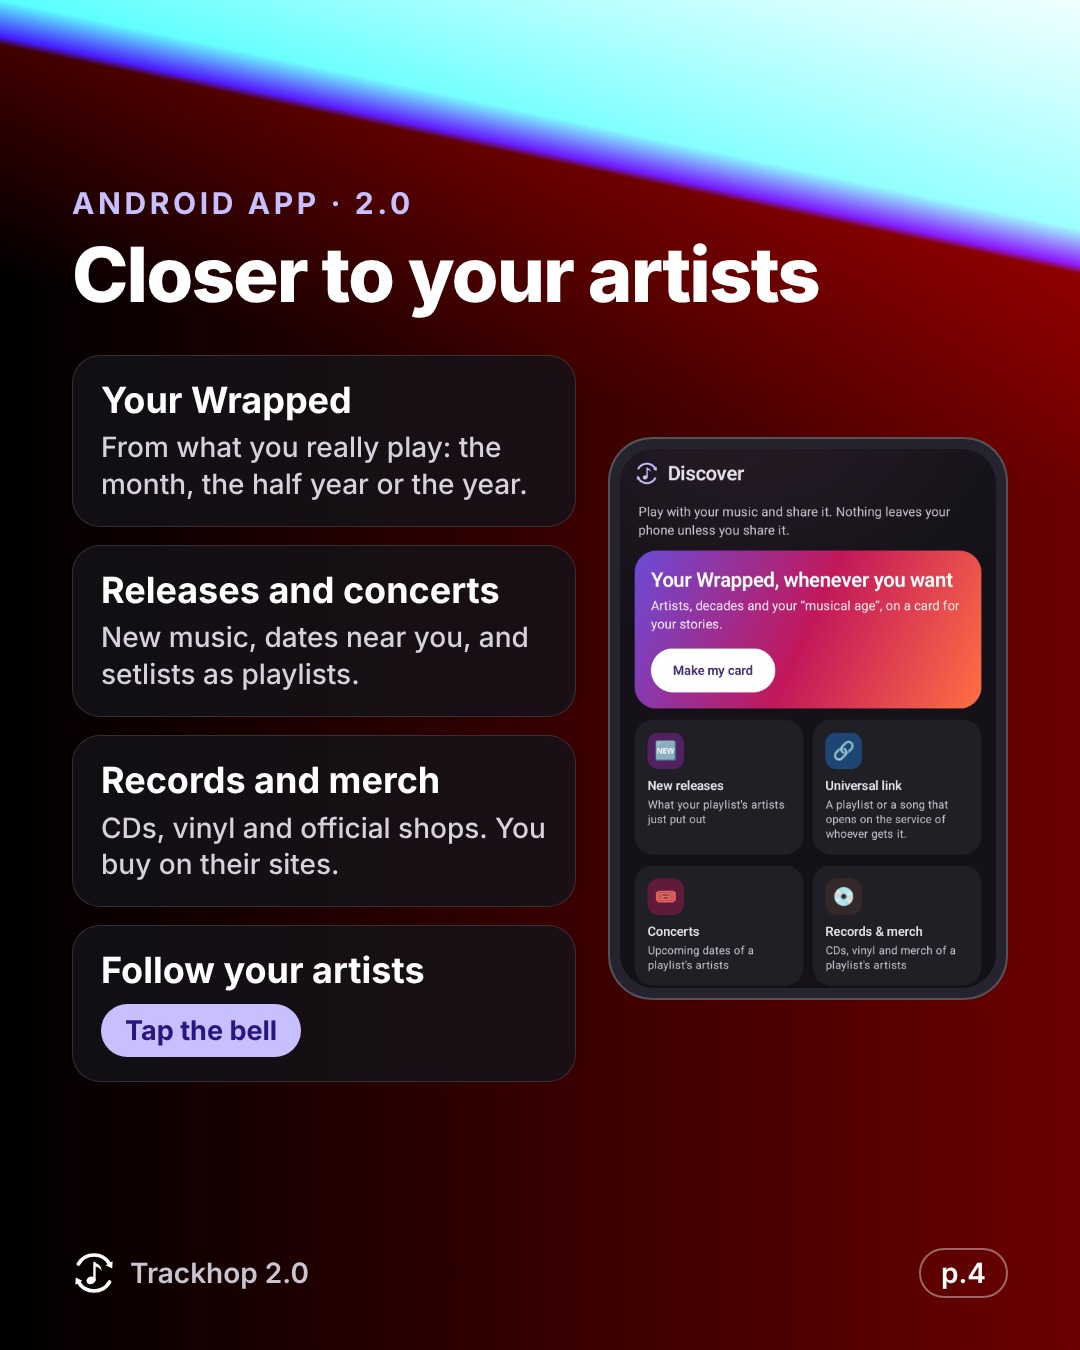 ANDROID APP · 2.0
Closer to your artists
Your Wrapped
From what you really play: the
month, the half year or the year.
Releases and concerts
New music, dates near you, and
setlists as playlists.
Records and merch
CDs, vinyl and official shops. You
buy on their sites.
Follow your artists
Tap the bell
Discover
Play with your music and share it. Nothing leaves your
phone unless you share it.
Your Wrapped, whenever you want
Artists, decades and your “musical age”, on a card for
your stories.
Make my card
NEW
New releases
What your playlist's artists
just put out
Universal link
A playlist or a song that
opens on the service of
whoever gets it.
Concerts
Upcoming dates of a
playlist's artists
Records & merch
CDs, vinyl and merch of a
playlist's artists
Trackhop 2.0
p.4